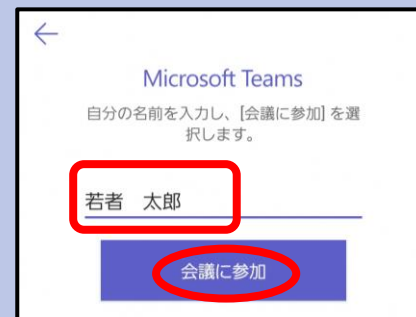 Microsoft Teams
自分の名前を入力し、[会議に参加] を選
択します。
若者　太郎
会議に参加